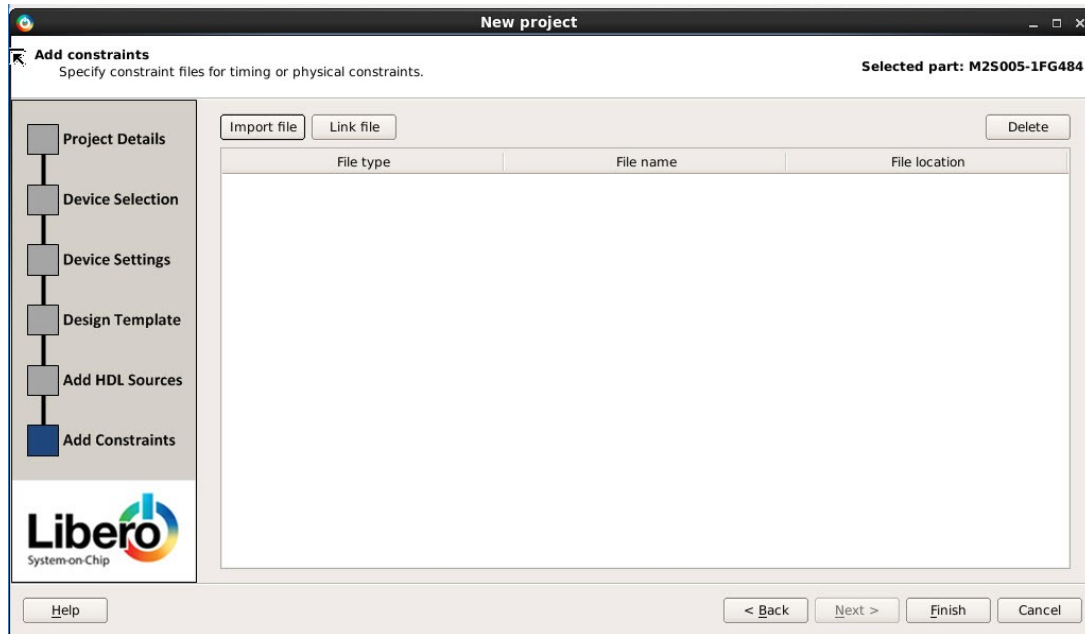 New project
Add constraints
Specify constraint files for timing or physical constraints.
Selected part: M2S005-1FG484
Project Details
Device Selection
Device Settings
Design Template
Add HDL Sources
Add Constraints
Libero
System-on-Chip
Import file Link file Delete
File type File name File location
Help < Back Next > Finish Cancel